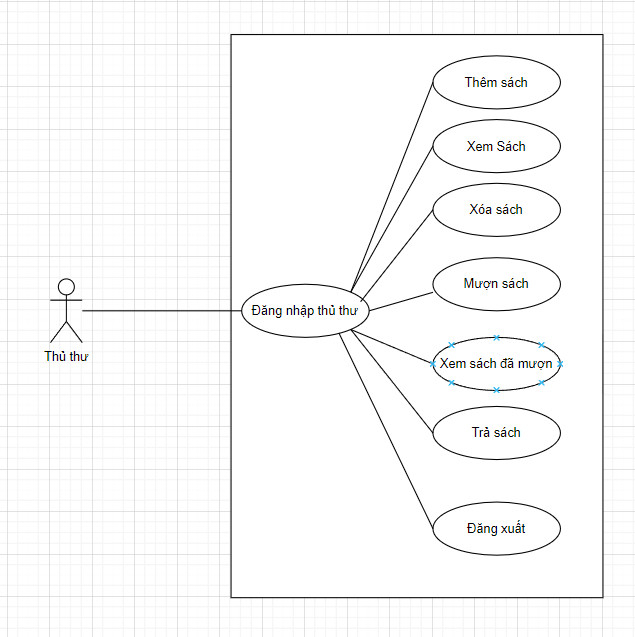 Thêm sách
Xem Sách
Xóa sách
Mượn sách
Đăng nhập thủ thư
Thủ thư
Xem sách đã mượn
Trả sách
Đăng xuất